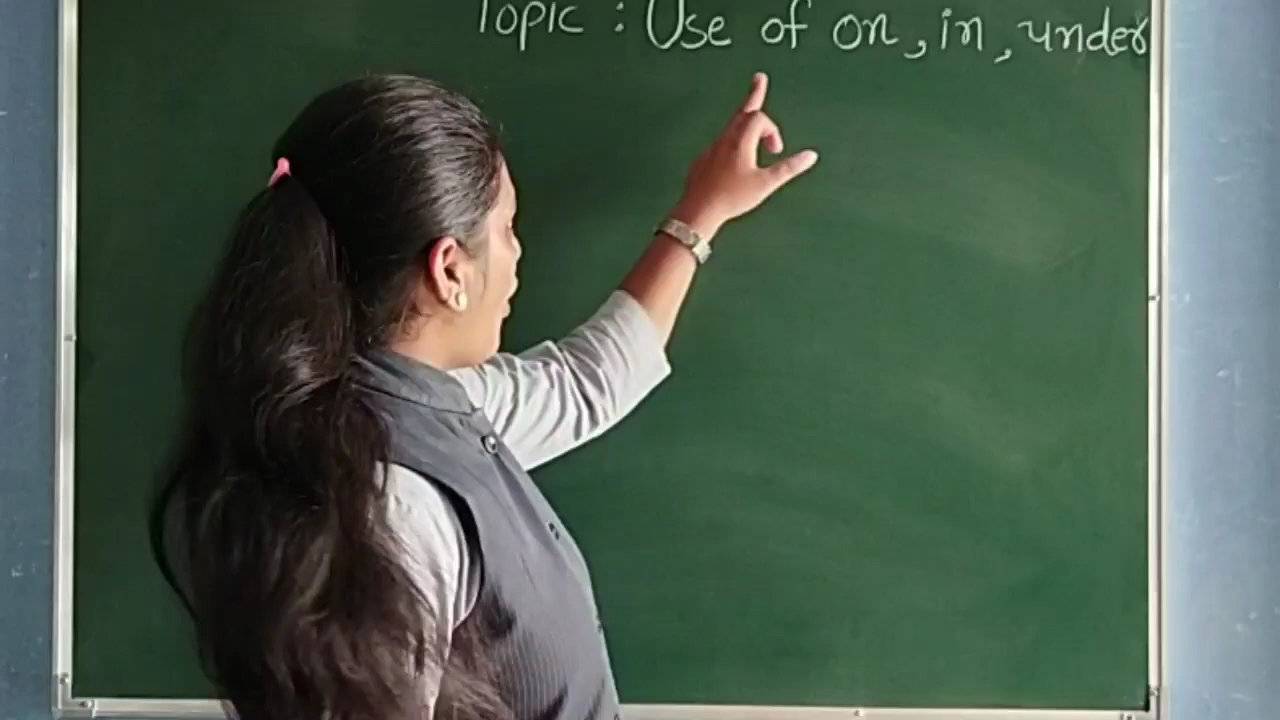 Topic : Use of on, in, under